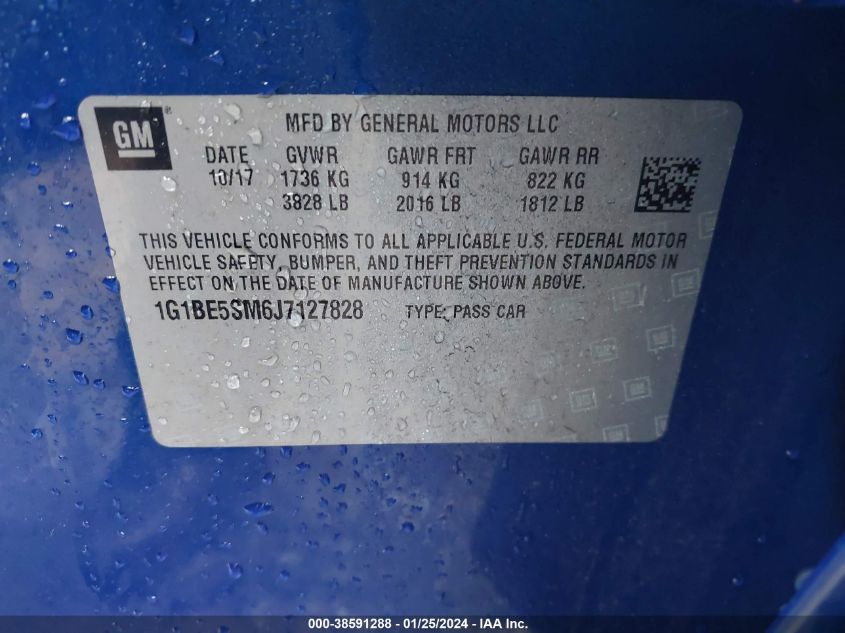 GM ®
MFD BY GENERAL MOTORS LLC
DATE GVWR GAWR FRT GAWR RR
10/17 1736 KG 914 KG 822 KG
3828 LB 2016 LB 1812 LB
THIS VEHICLE CONFORMS TO ALL APPLICABLE U.S. FEDERAL MOTOR
VEHICLE SAFETY, BUMPER, AND THEFT PREVENTION STANDARDS IN
EFFECT ON THE DATE OF MANUFACTURE SHOWN ABOVE.
1G1BE5SM6J7127828 TYPE: PASS CAR
000-38591288 - 01/25/2024 - IAA Inc.